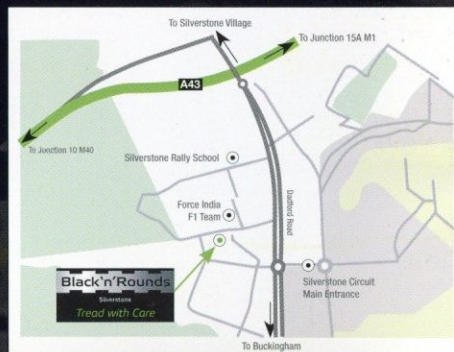 To Silverstone Village
To Junction 15A M1
A43
To Junction 10 M40
Silverstone Rally School
Force India
F1 Team
Dadford Road
Black'n'Rounds
Silverstone
Tread with Care
Silverstone Circuit
Main Entrance
To Buckingham